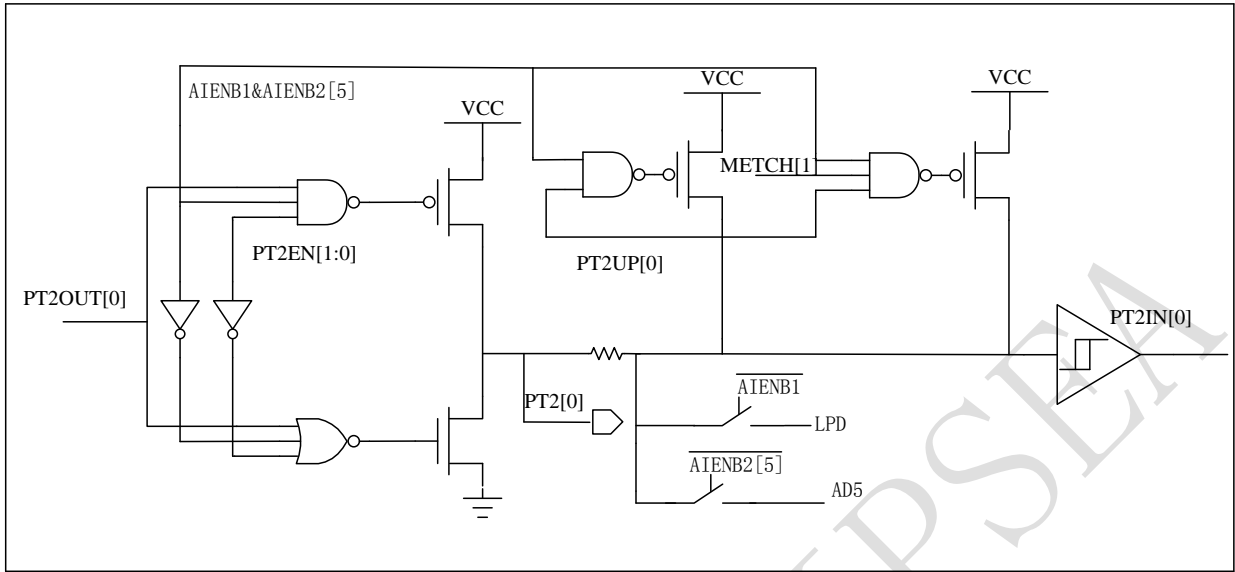 AIENB1&AIENB2[5]
VCC
VCC
VCC
METCH[1]
PT2EN[1:0]
PT2UP[0]
PT2OUT[0]
PT2IN[0]
PT2[0]
AIENB1
LPD
AIENB2[5]
AD5